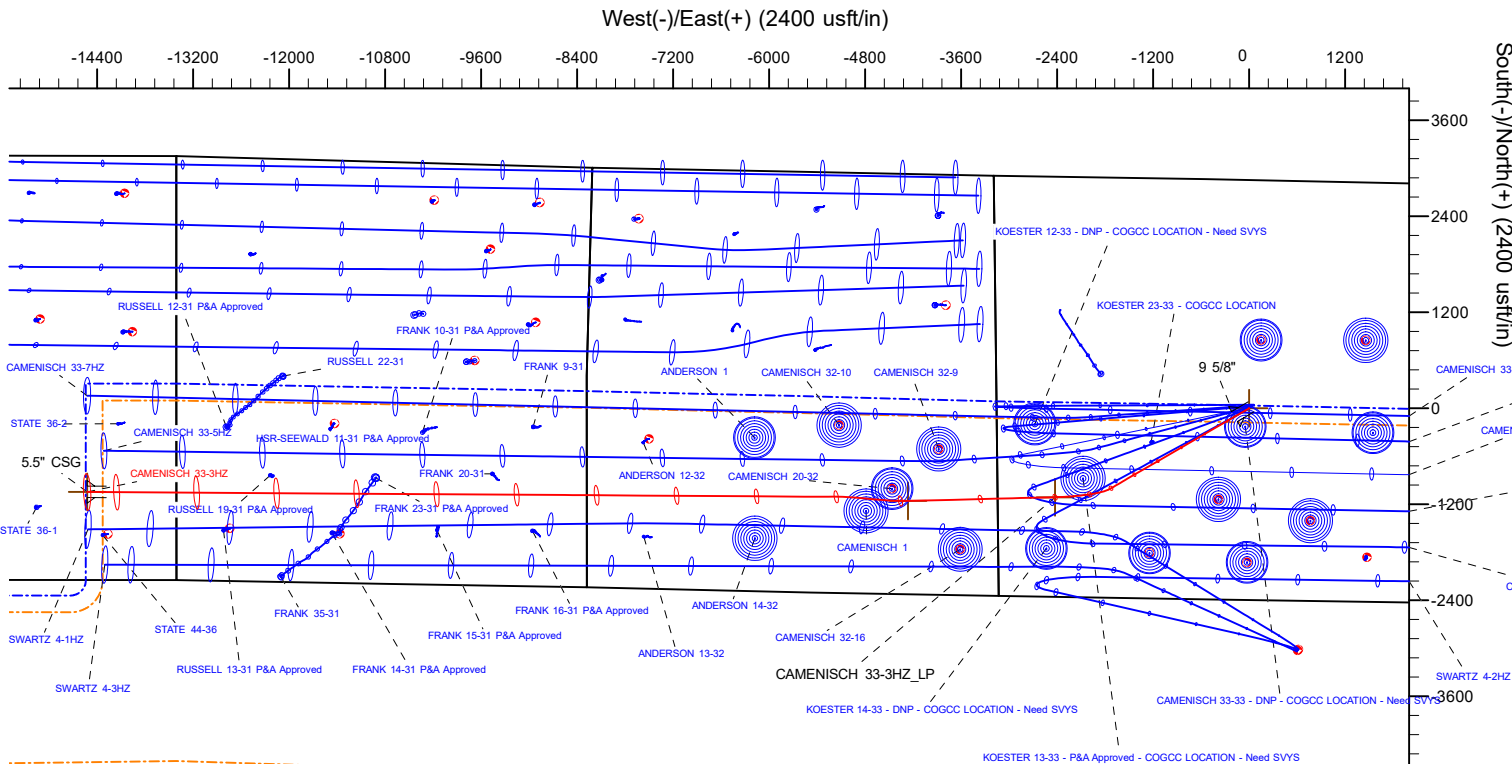 West(-)/East(+) (2400 usft/in)
-14400 -13200 -12000 -10800 -9600 -8400 -7200 -6000 -4800 -3600 -2400 -1200 0 1200
South(-)/North(+) (2400 usft/in)
3600
2400
1200
0
-1200
-2400
-3600
KOESTER 12-33 - DNP - COGCC LOCATION - Need SVYS
RUSSELL 12-31 P&A Approved
KOESTER 23-33 - COGCC LOCATION
FRANK 10-31 P&A Approved
RUSSELL 22-31
CAMENISCH 33-7HZ
FRANK 9-31
ANDERSON 1
CAMENISCH 32-10
CAMENISCH 32-9
9 5/8"
CAMENISCH 33-
STATE 36-2
CAMENISCH 33-5HZ
HSR-SEEWALD 11-31 P&A Approved
5.5" CSG
CAMENISCH 33-3HZ
FRANK 20-31
ANDERSON 12-32
CAMENISCH 20-32
RUSSELL 19-31 P&A Approved
FRANK 23-31 P&A Approved
STATE 36-1
CAMENISCH 1
SWARTZ 4-1HZ
STATE 44-36
FRANK 35-31
FRANK 16-31 P&A Approved
ANDERSON 14-32
FRANK 15-31 P&A Approved
CAMENISCH 32-16
ANDERSON 13-32
RUSSELL 13-31 P&A Approved
FRANK 14-31 P&A Approved
CAMENISCH 33-3HZ_LP
SWARTZ 4-2HZ
SWARTZ 4-3HZ
CAMENISCH 33-33 - DNP - COGCC LOCATION - Need SVYS
KOESTER 14-33 - DNP - COGCC LOCATION - Need SVYS
KOESTER 13-33 - P&A Approved - COGCC LOCATION - Need SVYS